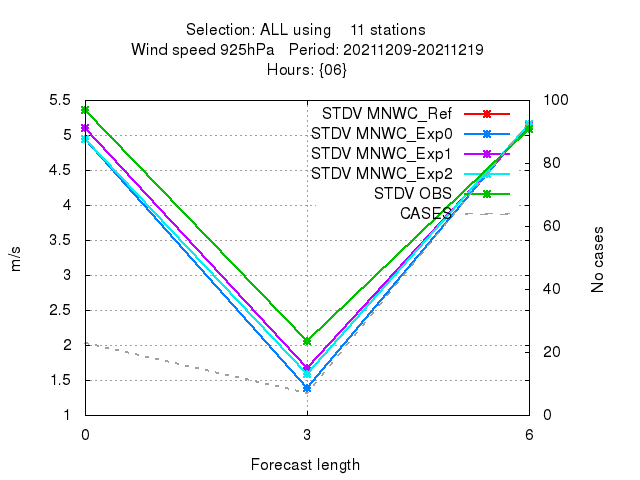 Selection: ALL using    11 stations
Wind speed 925hPa   Period: 20211209-20211219
Hours: {06}
5.5
5
4.5
4
3.5
3
2.5
2
1.5
1
m/s
STDV MNWC_Ref
STDV MNWC_Exp0
STDV MNWC_Exp1
STDV MNWC_Exp2
STDV OBS
CASES
100
80
60
40
20
0
No cases
0 3 6
Forecast length